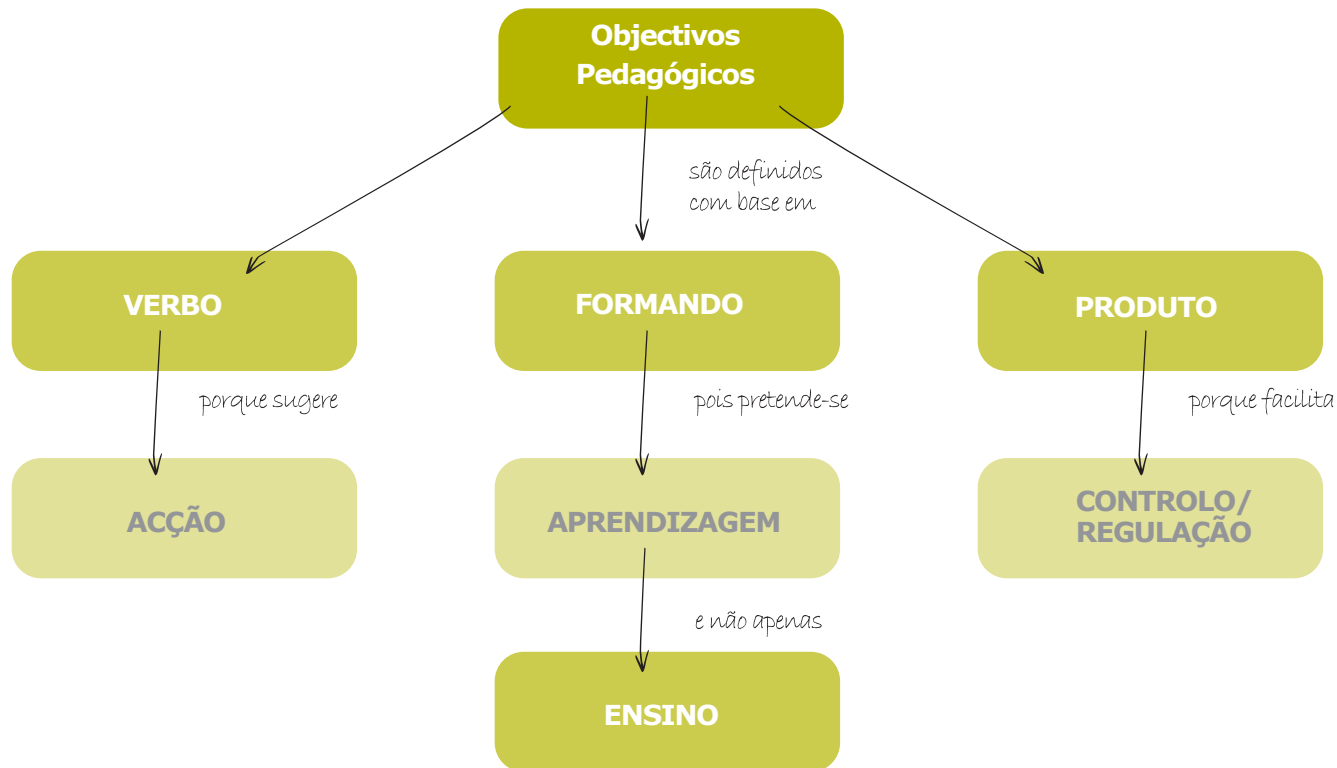 Objectivos
Pedagógicos
são definidos
com base em
VERBO
FORMANDO
PRODUTO
porque sugere
pois pretende-se
porque facilita
ACÇÃO
APRENDIZAGEM
CONTROLO/
REGULAÇÃO
e não apenas
ENSINO